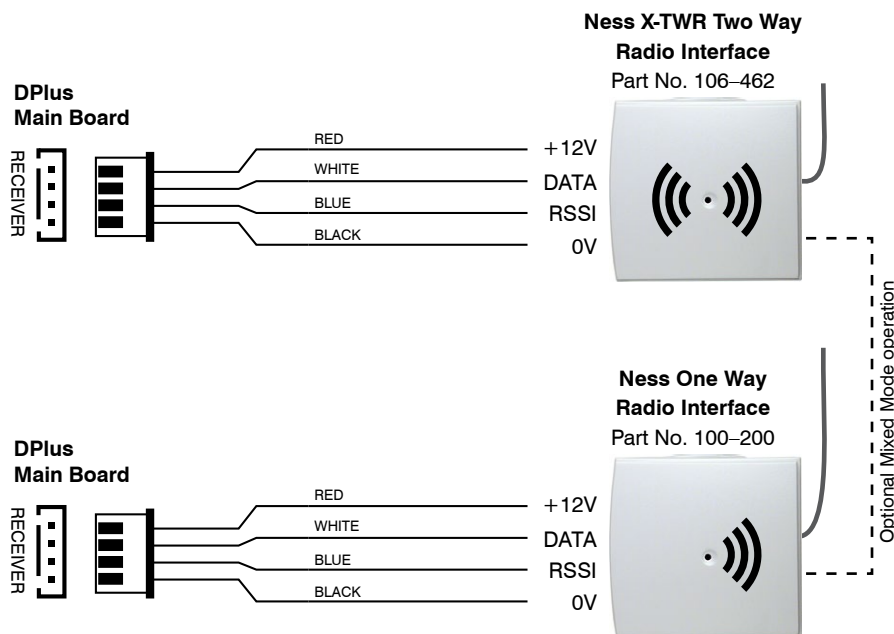 Ness X-TWR Two Way
Radio Interface
Part No. 106–462
DPlus
Main Board
RECEIVER
RED
WHITE
BLUE
BLACK
+12V
DATA
RSSI
0V
Optional Mixed Mode operation
Ness One Way
Radio Interface
Part No. 100–200
DPlus
Main Board
RECEIVER
RED
WHITE
BLUE
BLACK
+12V
DATA
RSSI
0V